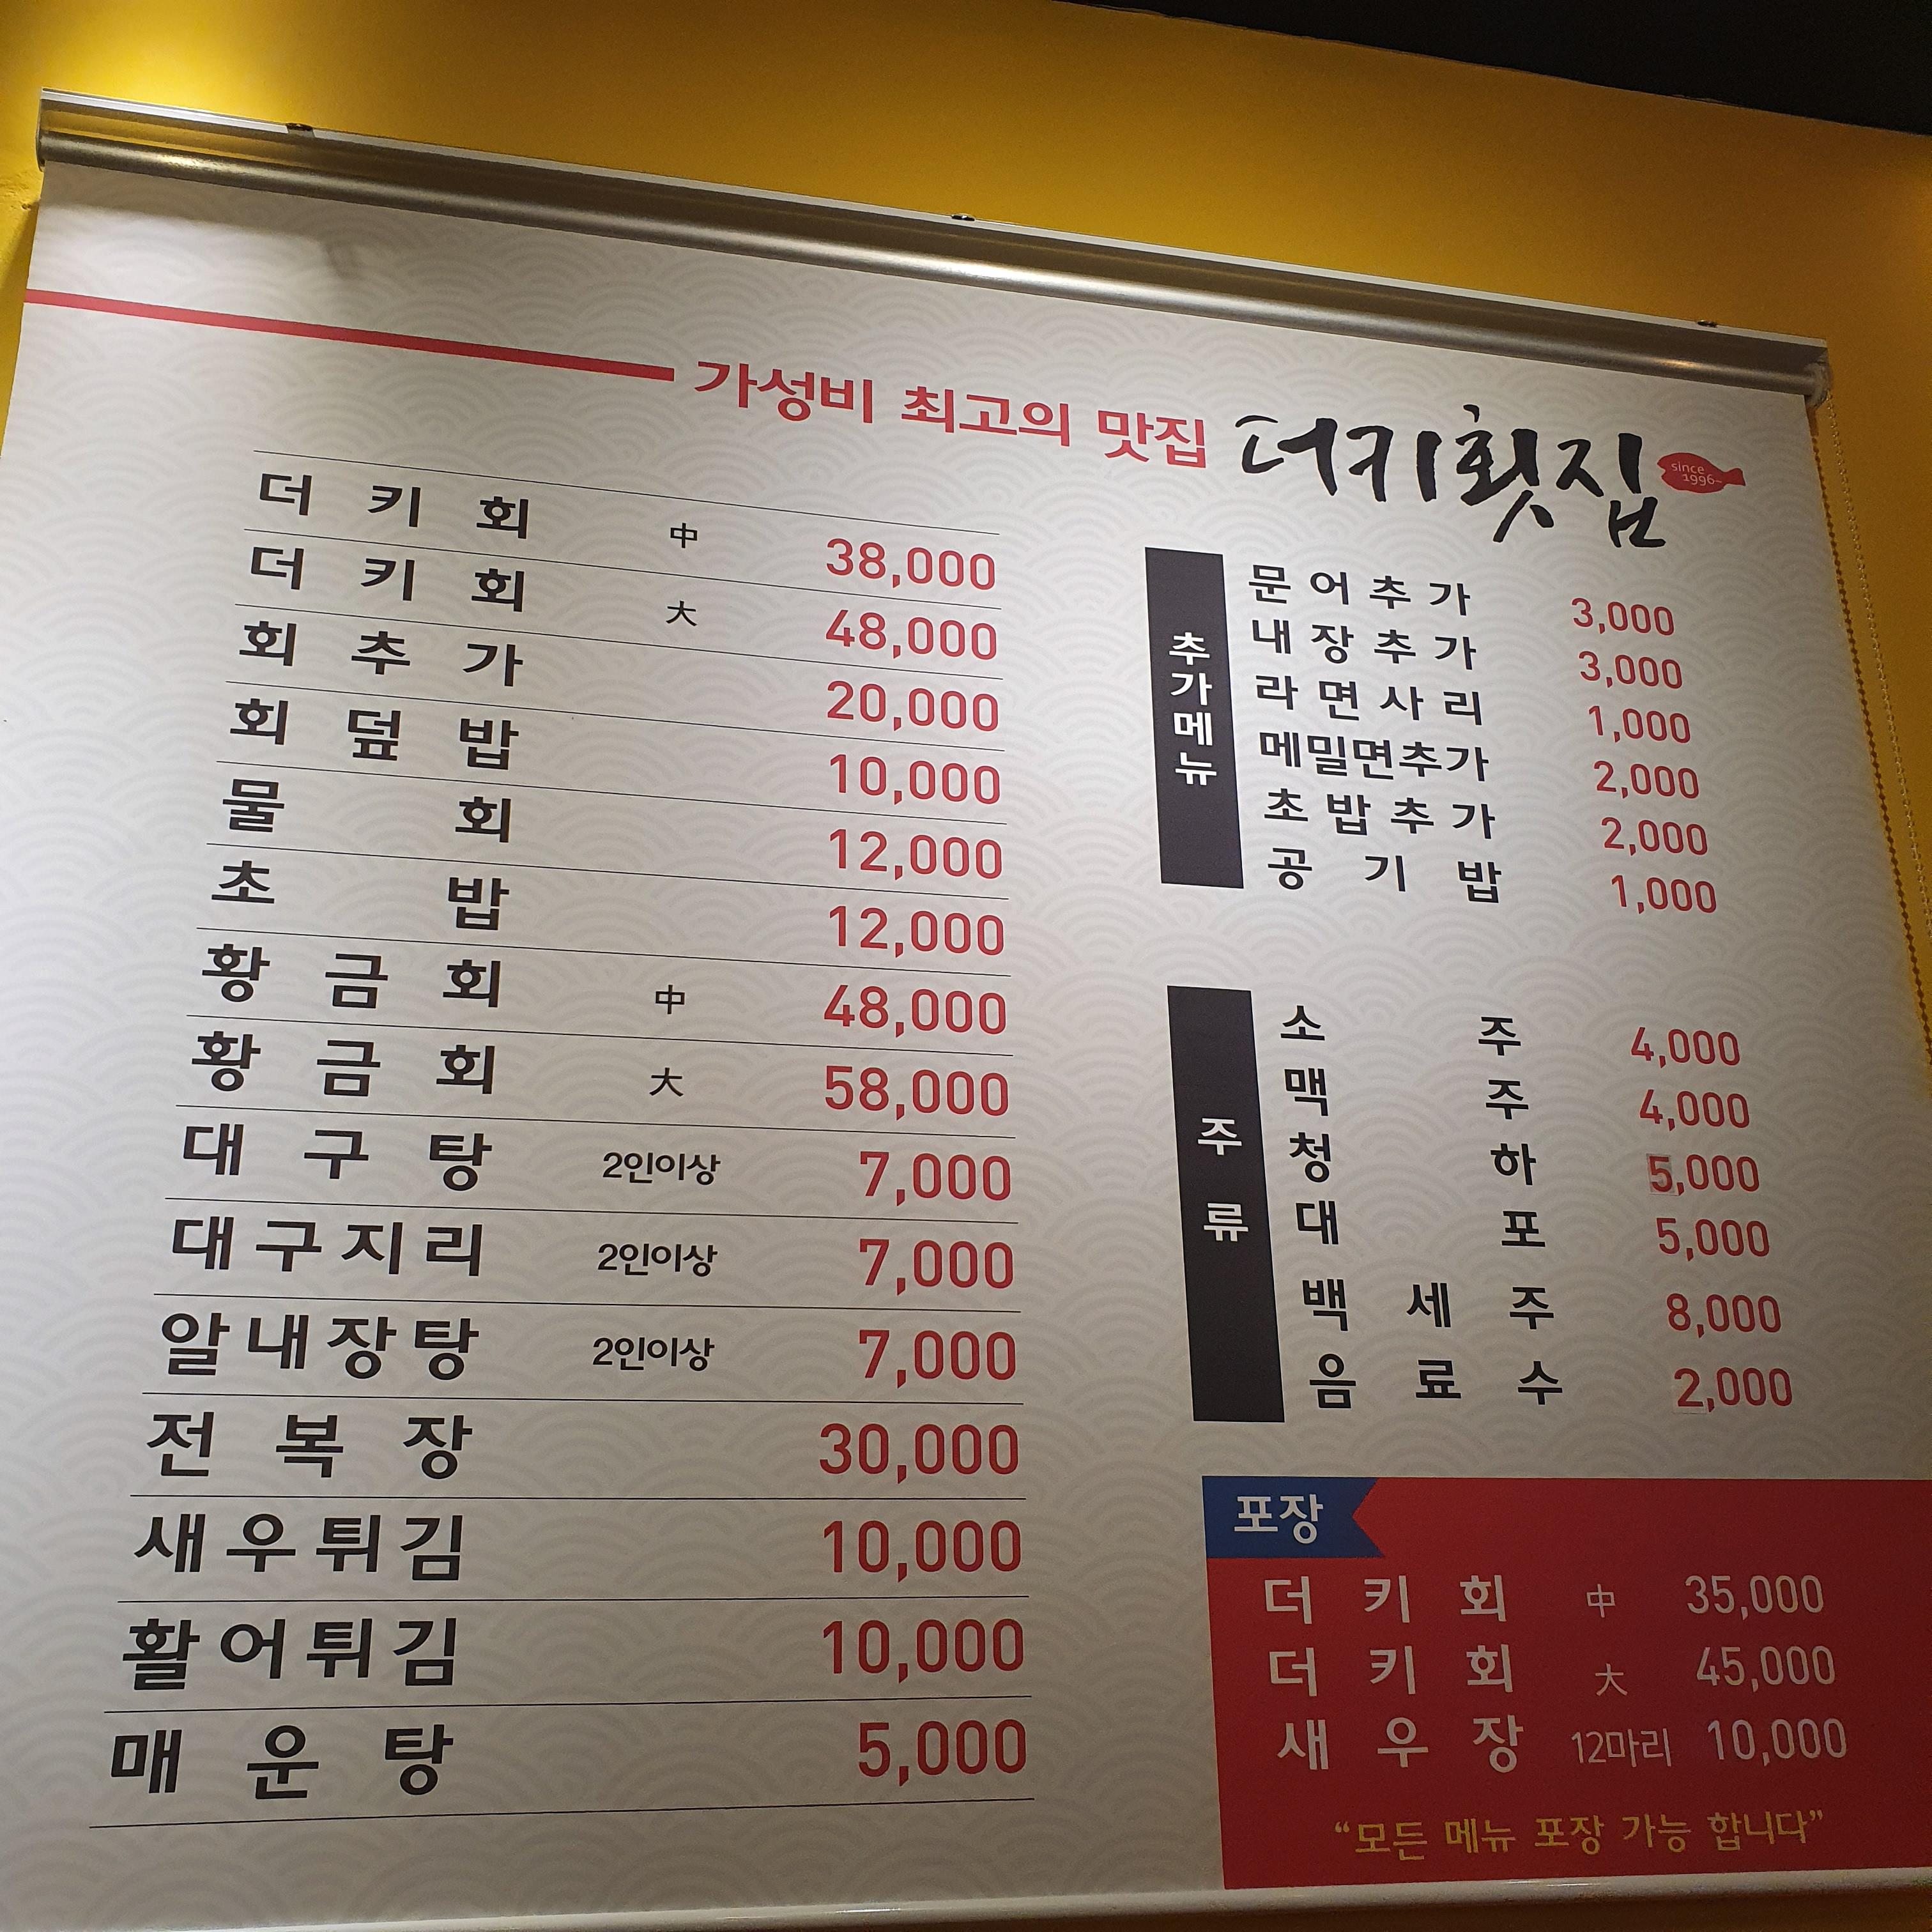 가성비 최고의 맛집 더키횟집
since
1996~
더키회 中 38,000
더키회 大 48,000
회추가 20,000
회덮밥 10,000
물회 12,000
초밥 12,000
황금회 中 48,000
황금회 大 58,000
대구탕 2인이상 7,000
대구지리 2인이상 7,000
알내장탕 2인이상 7,000
전복장 30,000
새우튀김 10,000
활어튀김 10,000
매운탕 5,000
추가메뉴
문어추가 3,000
내장추가 3,000
라면사리 1,000
메밀면추가 2,000
초밥추가 2,000
공기밥 1,000
주류
소주 4,000
맥주 4,000
청하 5,000
대포 5,000
백세주 8,000
음료수 2,000
포장
더키회 中 35,000
더키회 大 45,000
새우장 12마리 10,000
“모든 메뉴 포장 가능 합니다”